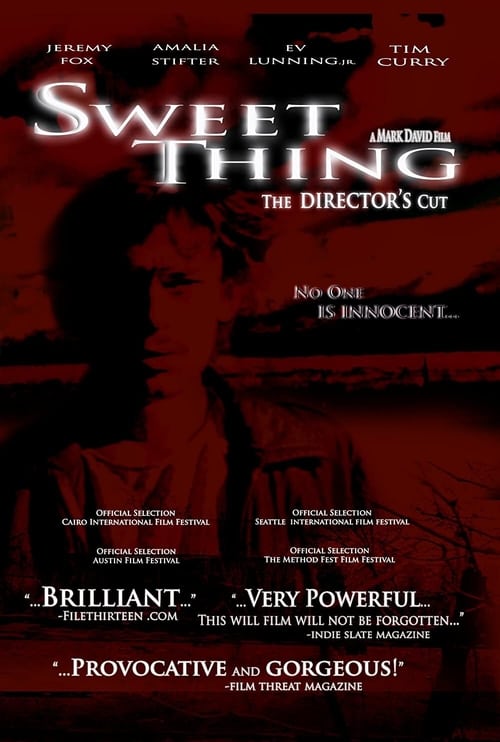 JEREMY FOX
AMALIA STIFTER
EV LUNNING, JR
TIM CURRY
SWEET
A MARK DAVID FILM
THING
THE DIRECTOR'S CUT
NO ONE
IS INNOCENT...
OFFICIAL SELECTION
CAIRO INTERNATIONAL FILM FESTIVAL
OFFICIAL SELECTION
SEATTLE INTERNATIONAL FILM FESTIVAL
OFFICIAL SELECTION
AUSTIN FILM FESTIVAL
OFFICIAL SELECTION
THE METHOD FEST FILM FESTIVAL
"...BRILLIANT..."
-FILETHIRTEEN .COM
"...VERY POWERFUL...
THIS WILL FILM WILL NOT BE FORGOTTEN..."
-INDIE SLATE MAGAZINE
"...PROVOCATIVE AND GORGEOUS!"
-FILM THREAT MAGAZINE